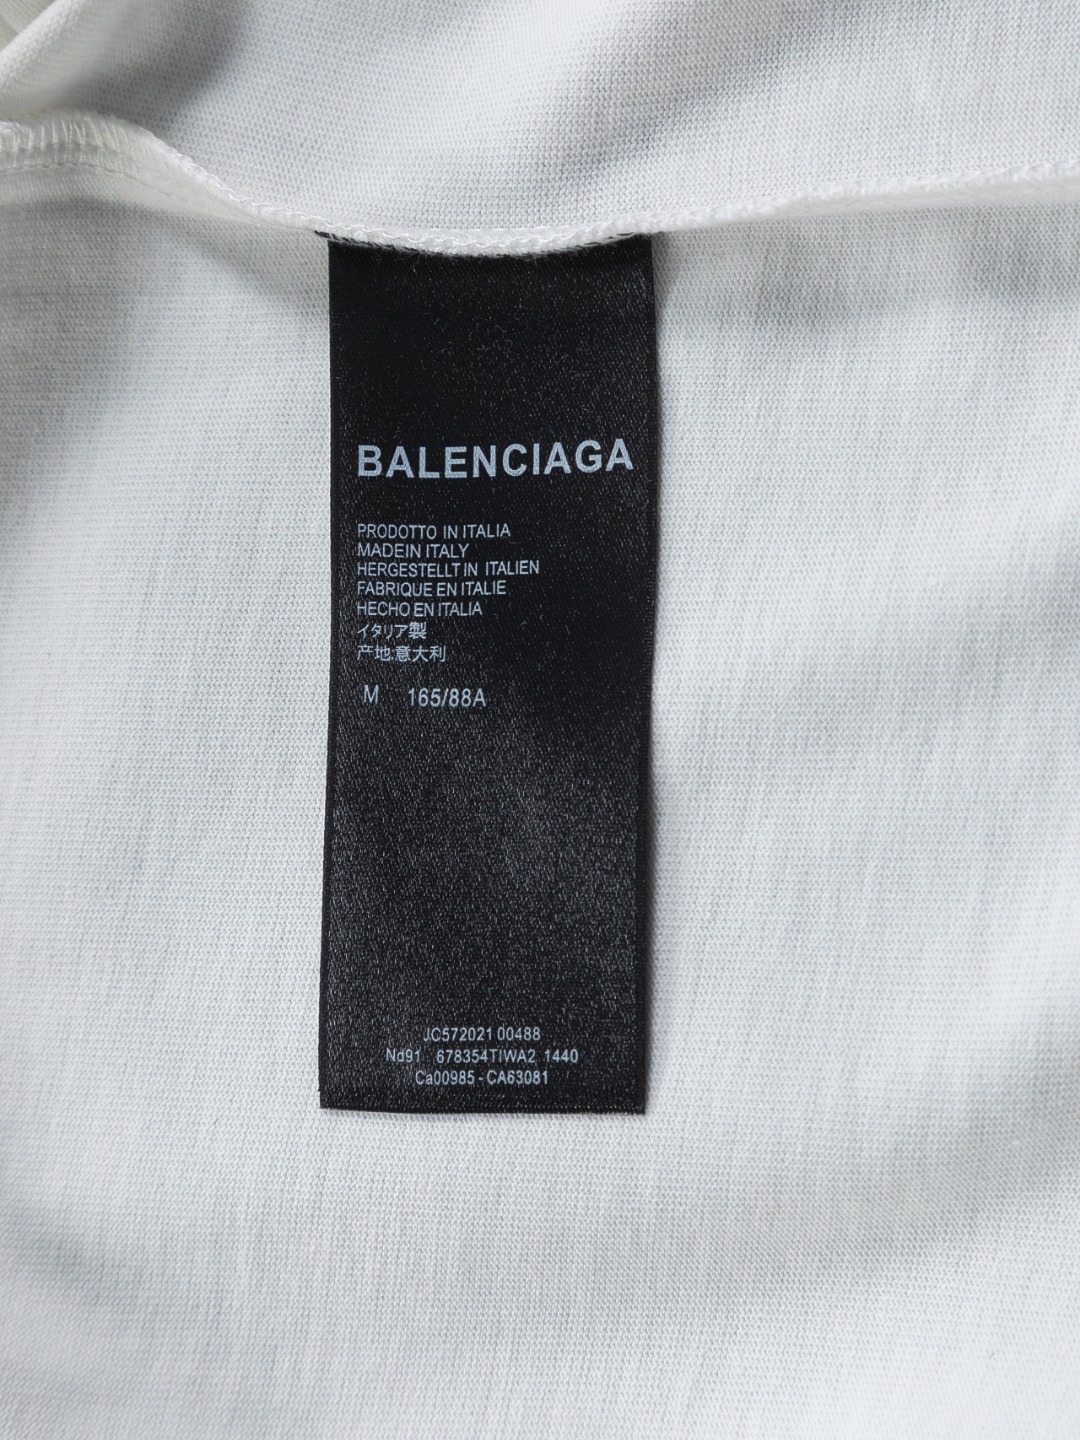 BALENCIAGA
PRODOTTO IN ITALIA
MADEIN ITALY
HERGESTELLT IN ITALIEN
FABRIQUE EN ITALIE
HECHO EN ITALIA
イタリア製
产地:意大利
M 165/88A
JC572021 00488
Nd91 678354TIWA2 1440
Ca00985 - CA63081